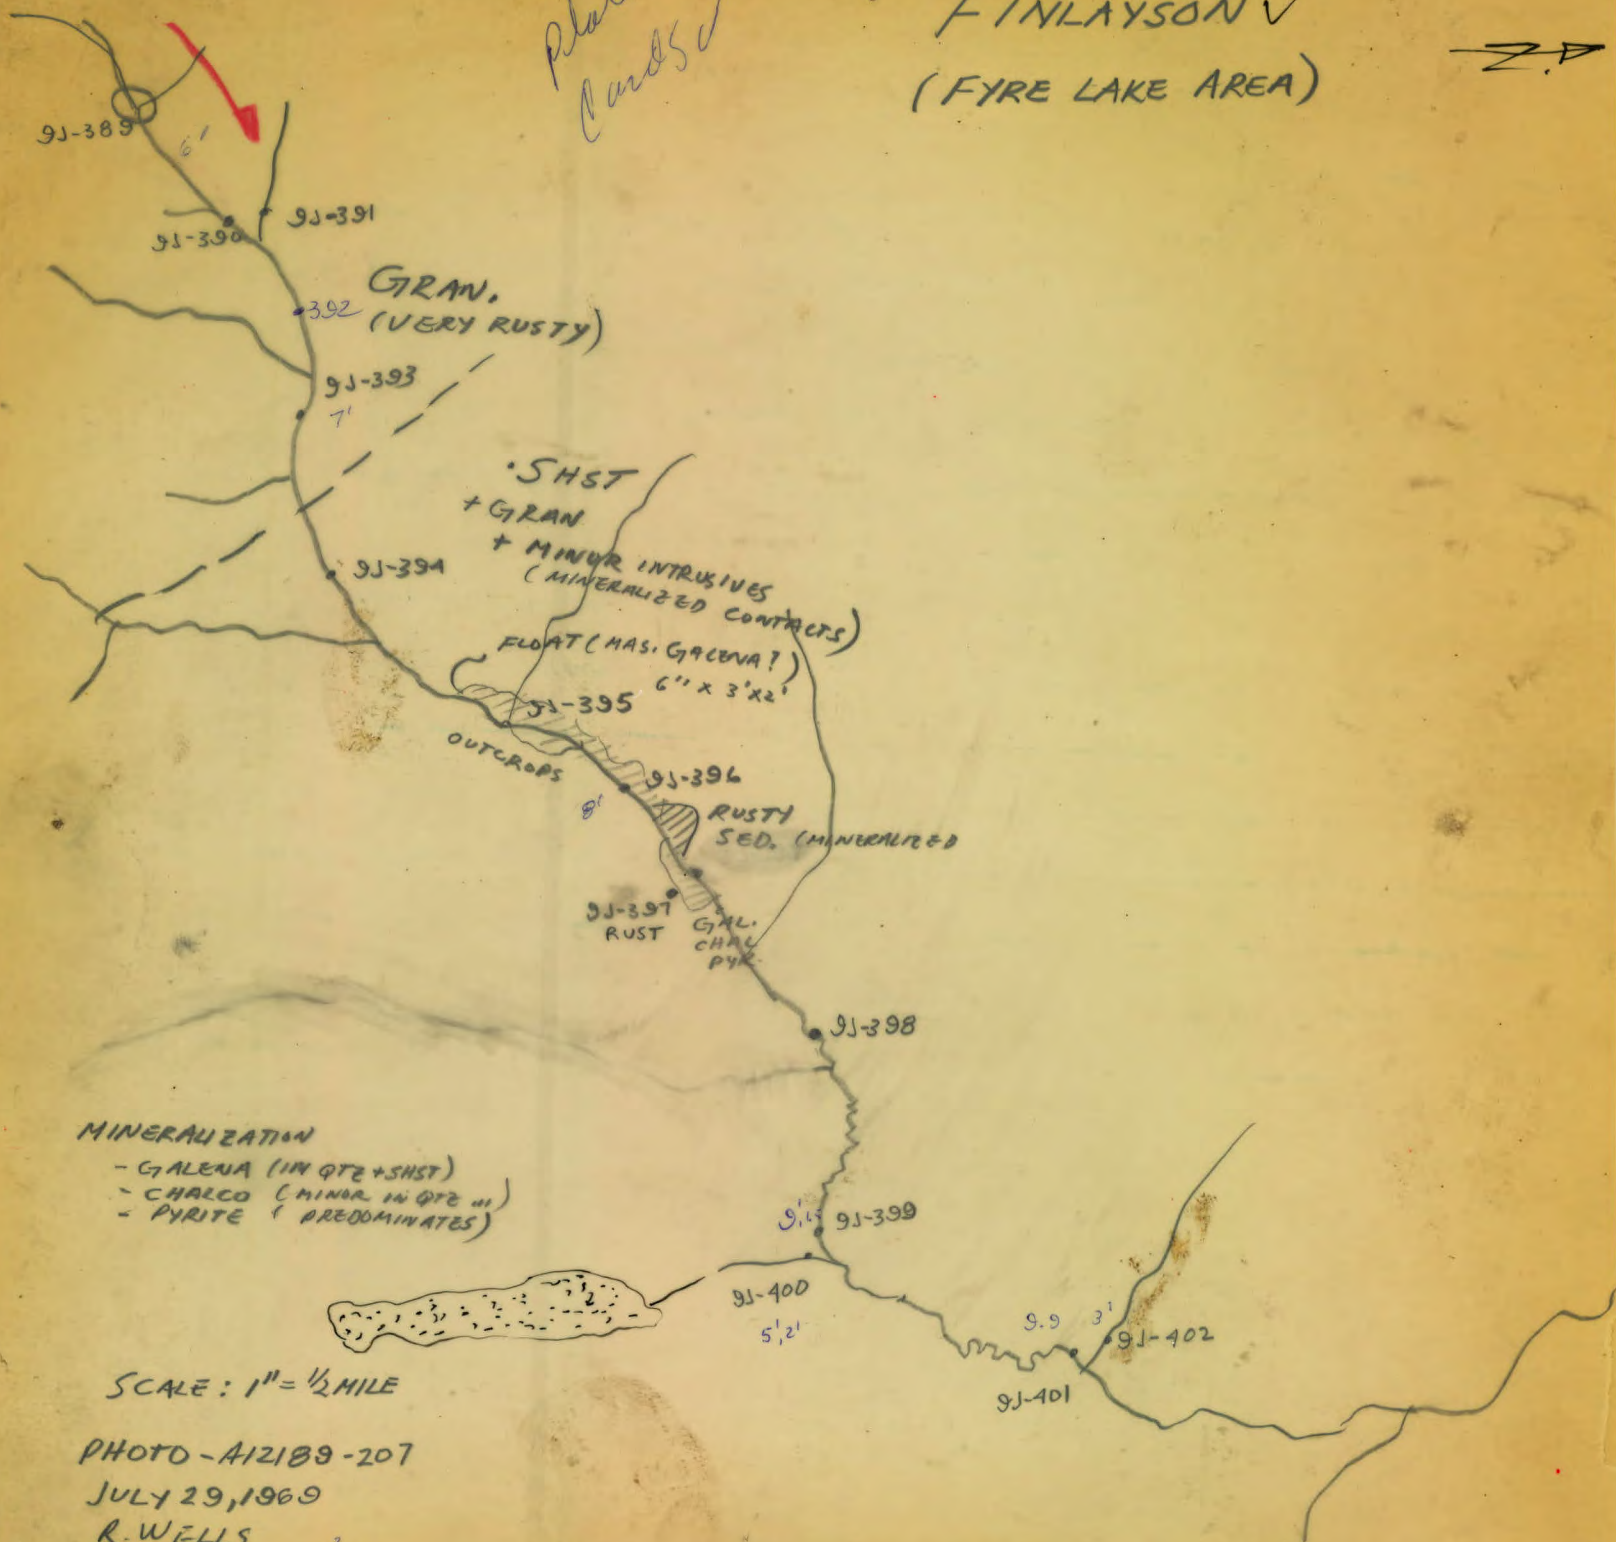 FINLAYSON ✓
(FYRE LAKE AREA)
Cards ✓
N.
9J-389
6'
9J-390
9J-391
392
GRAN.
(VERY RUSTY)
9J-393
7'
9J-394
SHST
+ GRAN
+ MINOR INTRUSIVES
(MINERALIZED CONTACTS)
FLOAT (MAS. GALENA?)
6" x 3' x 2'
9J-395
OUTCROPS
9J-396
8'
RUSTY
SED. (MINERALIZED
9J-397
RUST
GAL.
CHAL
PYR.
9J-398
MINERALIZATION
- GALENA (IN QTZ + SHST)
- CHALCO (MINOR IN QTZ ...)
- PYRITE (PREDOMINATES)
9J-399
9J-400
5',2'
9.9
3'
9J-402
9J-401
SCALE: 1" = 1/2 MILE
PHOTO - A12189-207
JULY 29, 1969
R. WELLS